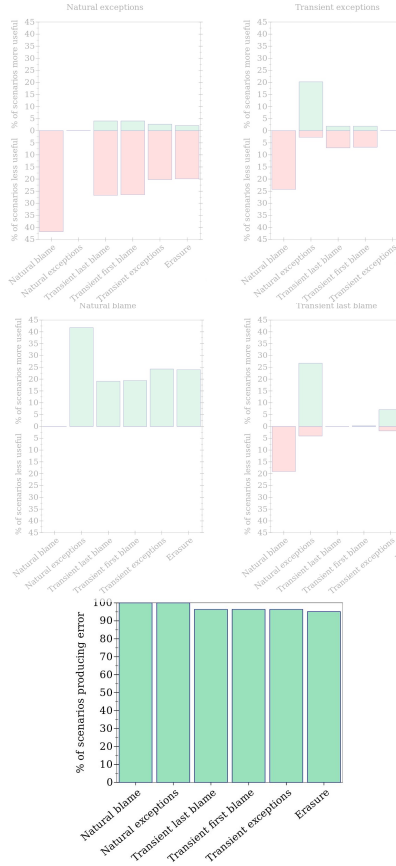 Natural exceptions
Transient exceptions
% of scenarios more useful
% of scenarios less useful
45
40
35
30
25
20
15
10
5
0
5
10
15
20
25
30
35
40
45
Natural blame
Natural exceptions
Transient last blame
Transient first blame
Transient exceptions
Erasure
% of scenarios more useful
% of scenarios less useful
45
40
35
30
25
20
15
10
5
0
5
10
15
20
25
30
35
40
45
Natural blame
Natural exceptions
Transient last blame
Transient first blame
Transient exceptions
Natural blame
Transient last blame
% of scenarios more useful
% of scenarios less useful
45
40
35
30
25
20
15
10
5
0
5
10
15
20
25
30
35
40
45
Natural blame
Natural exceptions
Transient last blame
Transient first blame
Transient exceptions
Erasure
% of scenarios more useful
% of scenarios less useful
45
40
35
30
25
20
15
10
5
0
5
10
15
20
25
30
35
40
45
Natural blame
Natural exceptions
Transient last blame
Transient first blame
Transient exceptions
% of scenarios producing error
100
90
80
70
60
50
40
30
20
10
0
Natural blame
Natural exceptions
Transient last blame
Transient first blame
Transient exceptions
Erasure